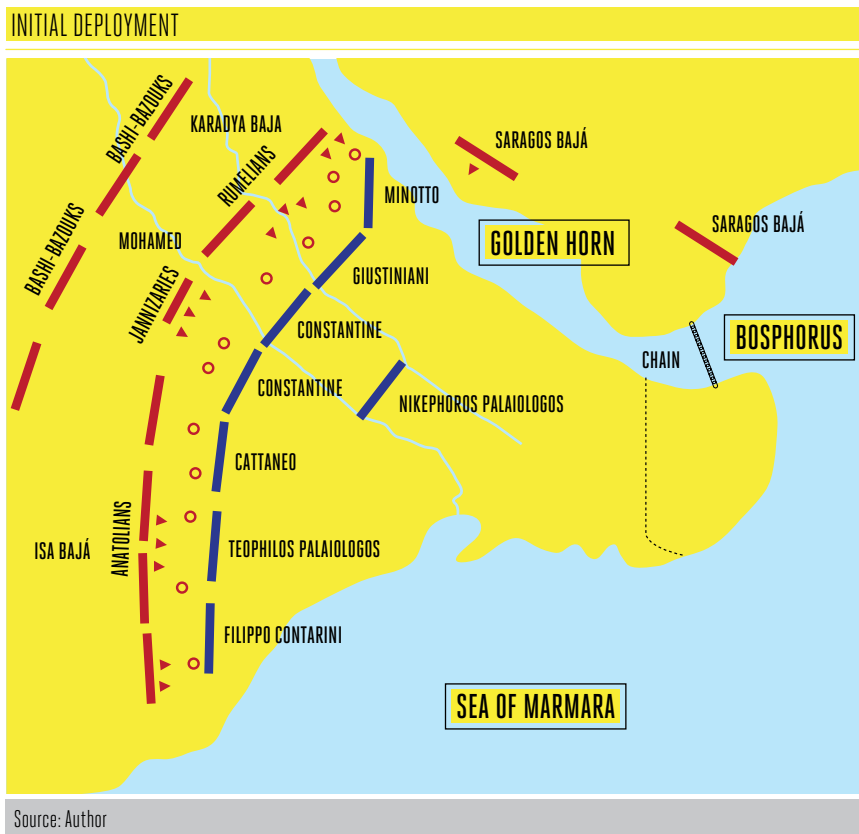 INITIAL DEPLOYMENT
BASHI-BAZOUKS
KARADYA BAJA
RUMELIANS
SARAGOS BAJÁ
MINOTTO
BASHI-BAZOUKS
MOHAMED
GOLDEN HORN
SARAGOS BAJÁ
JANNIZARIES
GIUSTINIANI
CONSTANTINE
BOSPHORUS
CHAIN
CONSTANTINE
NIKEPHOROS PALAIOLOGOS
CATTANEO
ISA BAJÁ
ANATOLIANS
TEOPHILOS PALAIOLOGOS
FILIPPO CONTARINI
SEA OF MARMARA
Source: Author